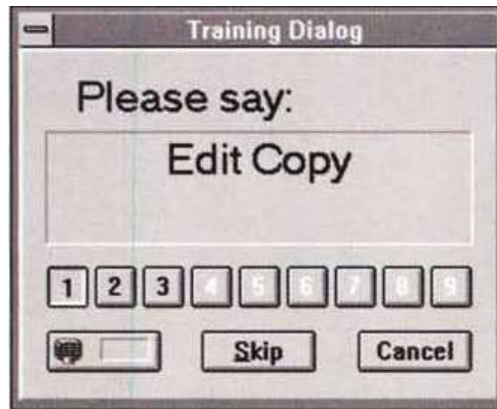 Training Dialog
Please say:
Edit Copy
1 2 3 4 5 6 7 8 9
Skip Cancel